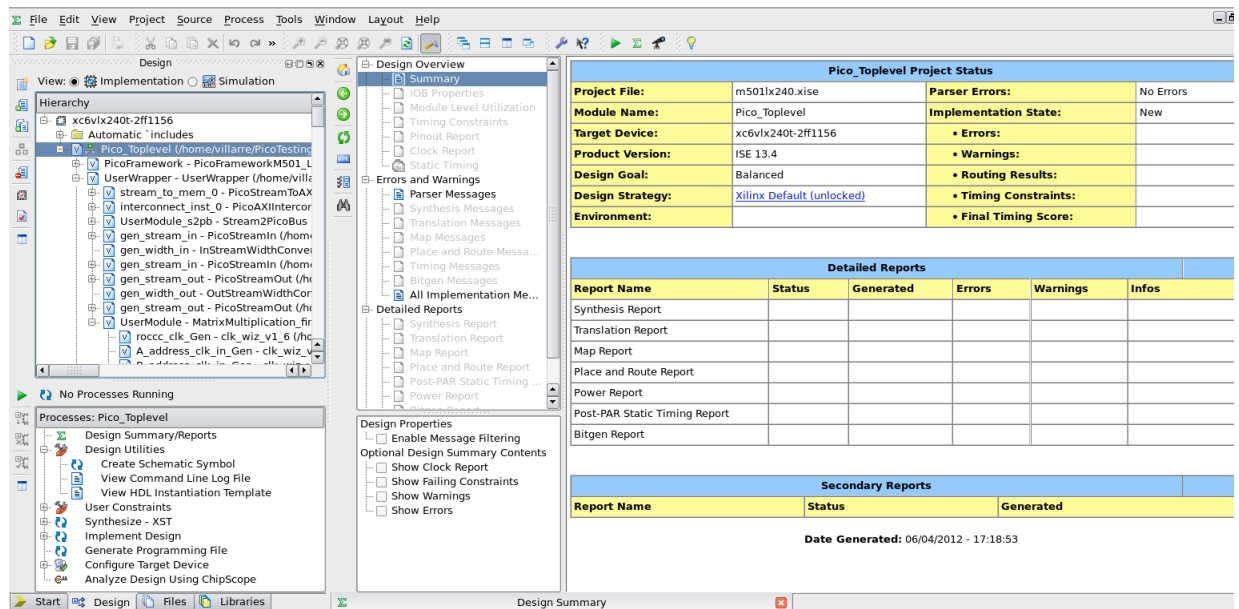 File Edit View Project Source Process Tools Window Layout Help
Design
View: Implementation Simulation
Hierarchy
xc6vlx240t-2ff1156
Automatic `includes
Pico_Toplevel (/home/villarre/PicoTesting
PicoFramework - PicoFrameworkM501_L
UserWrapper - UserWrapper (/home/villa
stream_to_mem_0 - PicoStreamToAX
interconnect_inst_0 - PicoAXIIntercor
UserModule_s2pb - Stream2PicoBus
gen_stream_in - PicoStreamIn (/hom
gen_width_in - InStreamWidthConve
gen_stream_in - PicoStreamIn (/hom
gen_stream_out - PicoStreamOut (/h
gen_width_out - OutStreamWidthCor
gen_stream_out - PicoStreamOut (/h
UserModule - MatrixMultiplication_fir
roccc_clk_Gen - clk_wiz_v1_6 (/ho
A_address_clk_in_Gen - clk_wiz_v
No Processes Running
Processes: Pico_Toplevel
Design Summary/Reports
Design Utilities
Create Schematic Symbol
View Command Line Log File
View HDL Instantiation Template
User Constraints
Synthesize - XST
Implement Design
Generate Programming File
Configure Target Device
Analyze Design Using ChipScope
Start Design Files Libraries
Design Overview
Summary
IOB Properties
Module Level Utilization
Timing Constraints
Pinout Report
Clock Report
Static Timing
Errors and Warnings
Parser Messages
Synthesis Messages
Translation Messages
Map Messages
Place and Route Messa...
Timing Messages
Bitgen Messages
All Implementation Me...
Detailed Reports
Synthesis Report
Translation Report
Map Report
Place and Route Report
Post-PAR Static Timing ...
Power Report
Bitgen Report
Design Properties
Enable Message Filtering
Optional Design Summary Contents
Show Clock Report
Show Failing Constraints
Show Warnings
Show Errors
Pico_Toplevel Project Status
Project File: m501lx240.xise Parser Errors: No Errors
Module Name: Pico_Toplevel Implementation State: New
Target Device: xc6vlx240t-2ff1156 • Errors:
Product Version: ISE 13.4 • Warnings:
Design Goal: Balanced • Routing Results:
Design Strategy: Xilinx Default (unlocked) • Timing Constraints:
Environment: • Final Timing Score:
Detailed Reports
Report Name Status Generated Errors Warnings Infos
Synthesis Report
Translation Report
Map Report
Place and Route Report
Power Report
Post-PAR Static Timing Report
Bitgen Report
Secondary Reports
Report Name Status Generated
Date Generated: 06/04/2012 - 17:18:53
Design Summary